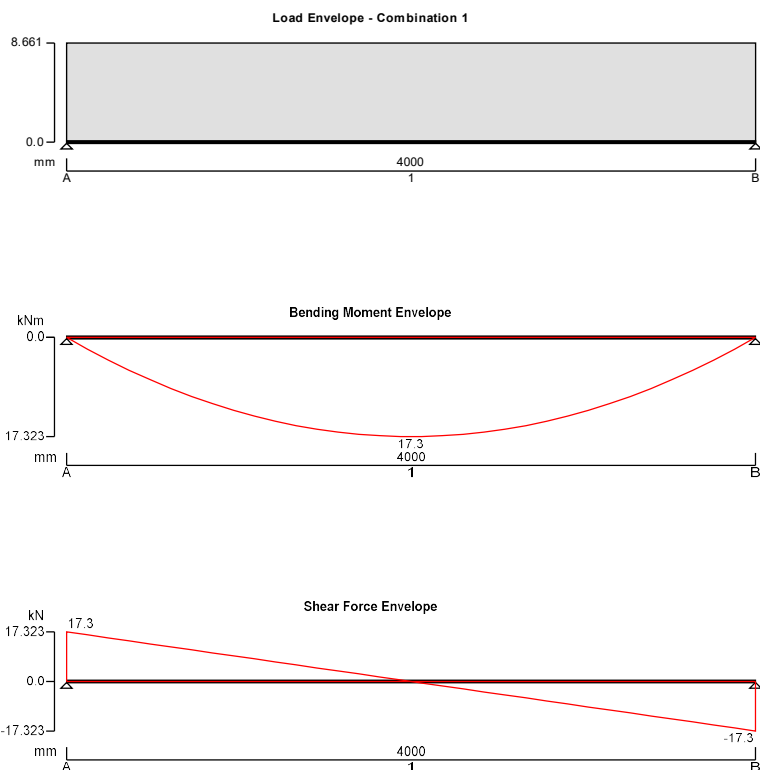 Load Envelope - Combination 1
8.661
0.0
mm 4000
A 1 B
Bending Moment Envelope
kNm
0.0
17.323
17.3
mm 4000
A 1 B
Shear Force Envelope
kN
17.3
17.323
0.0
-17.323
-17.3
mm 4000
A 1 B